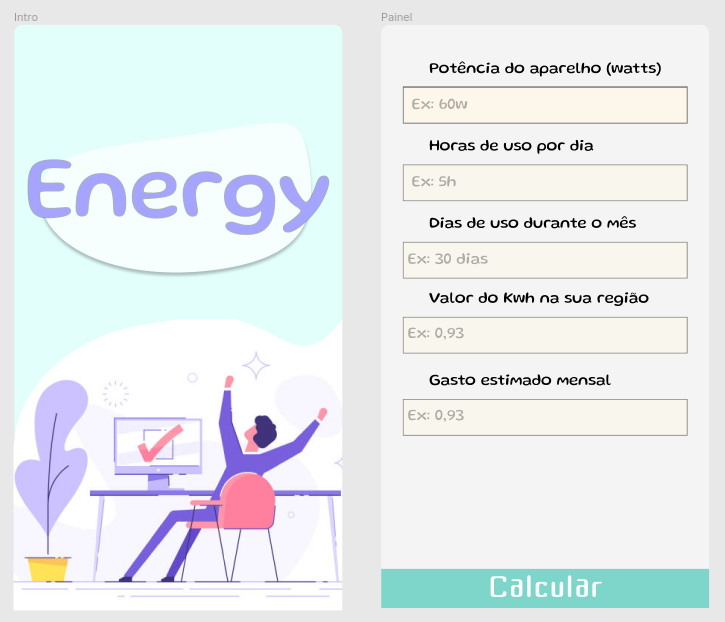 Intro
Energy
Painel
Potência do aparelho (watts)
Ex: 60w
Horas de uso por dia
Ex: 5h
Dias de uso durante o mês
Ex: 30 dias
Valor do Kwh na sua região
Ex: 0,93
Gasto estimado mensal
Ex: 0,93
Calcular